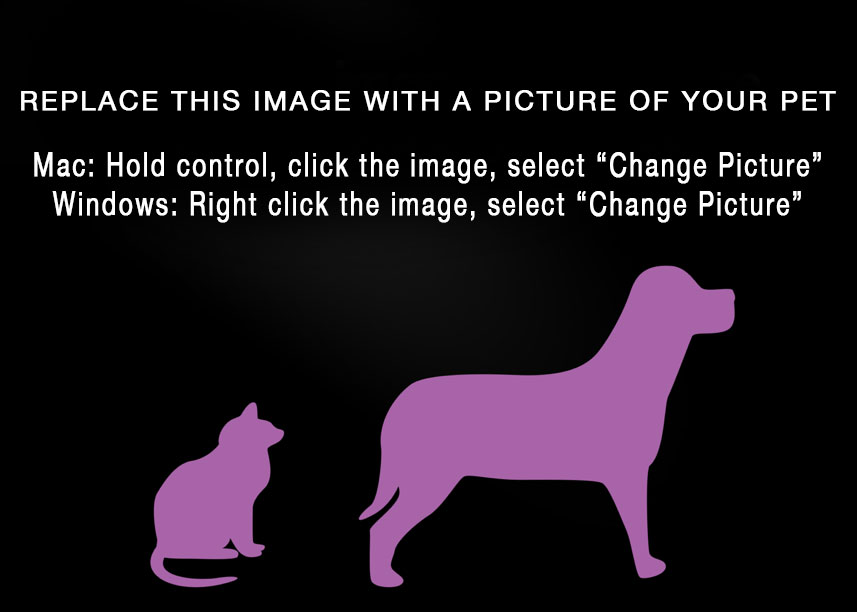 REPLACE THIS IMAGE WITH A PICTURE OF YOUR PET
Mac: Hold control, click the image, select “Change Picture”
Windows: Right click the image, select “Change Picture”